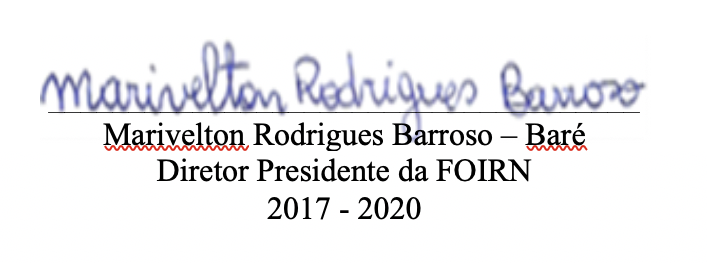 Marivelton Rodrigues Barroso
Marivelton Rodrigues Barroso – Baré
Diretor Presidente da FOIRN
2017 - 2020